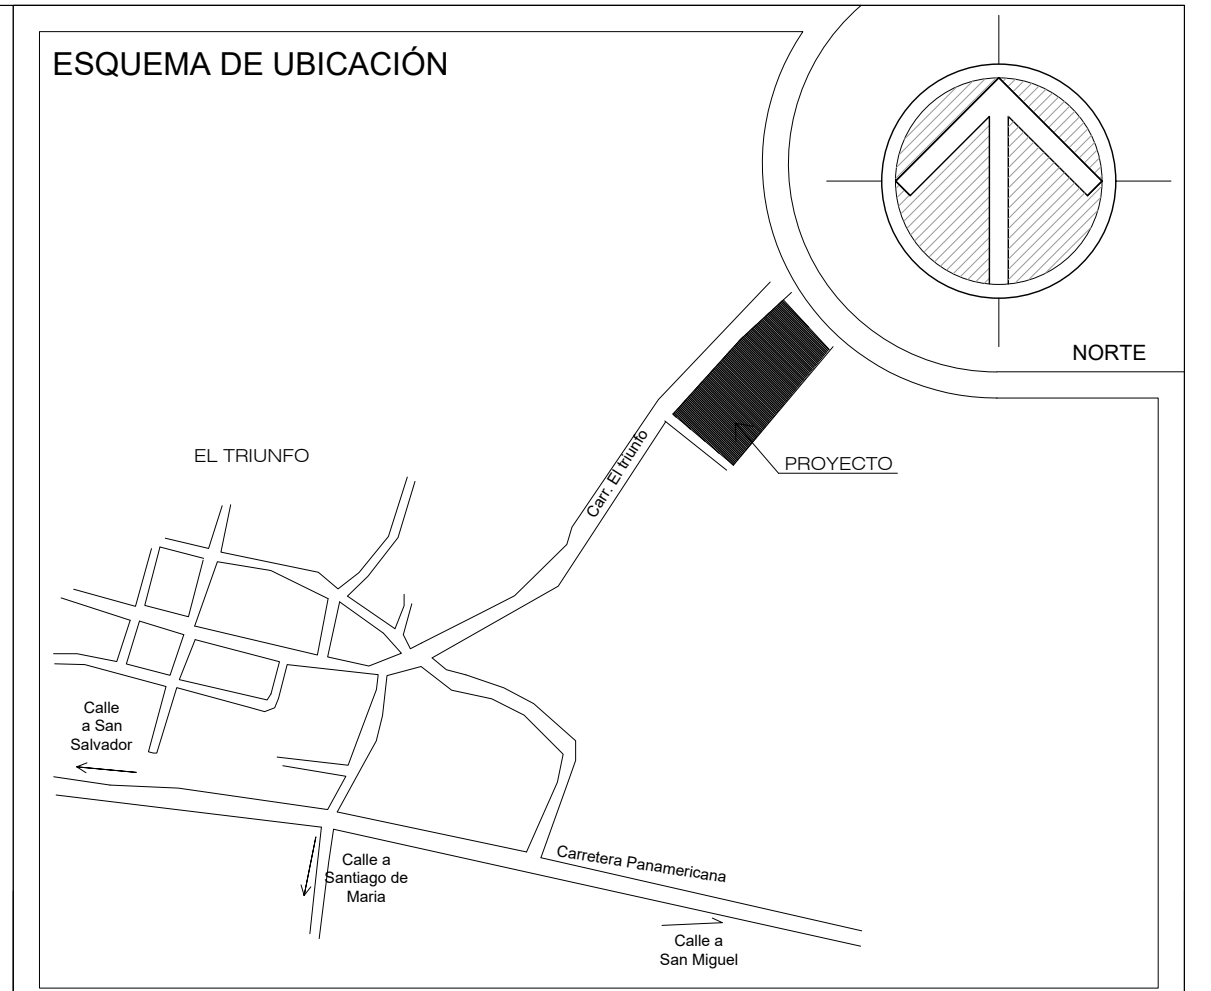 ESQUEMA DE UBICACIÓN
NORTE
EL TRIUNFO
Carr. El triunfo
PROYECTO
Calle
a San
Salvador
Calle a
Santiago de
Maria
Carretera Panamericana
Calle a
San Miguel